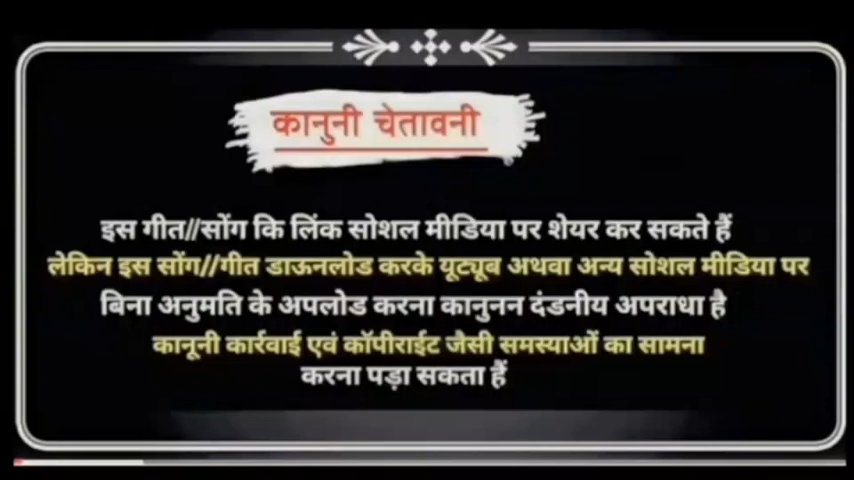 कानुनी चेतावनी
इस गीत//सोंग कि लिंक सोशल मीडिया पर शेयर कर सकते हैं
लेकिन इस सोंग//गीत डाऊनलोड करके यूट्यूब अथवा अन्य सोशल मीडिया पर
बिना अनुमति के अपलोड करना कानुनन दंडनीय अपराधा है
कानूनी कार्रवाई एवं कॉपीराईट जैसी समस्याओं का सामना
करना पड़ा सकता हैं